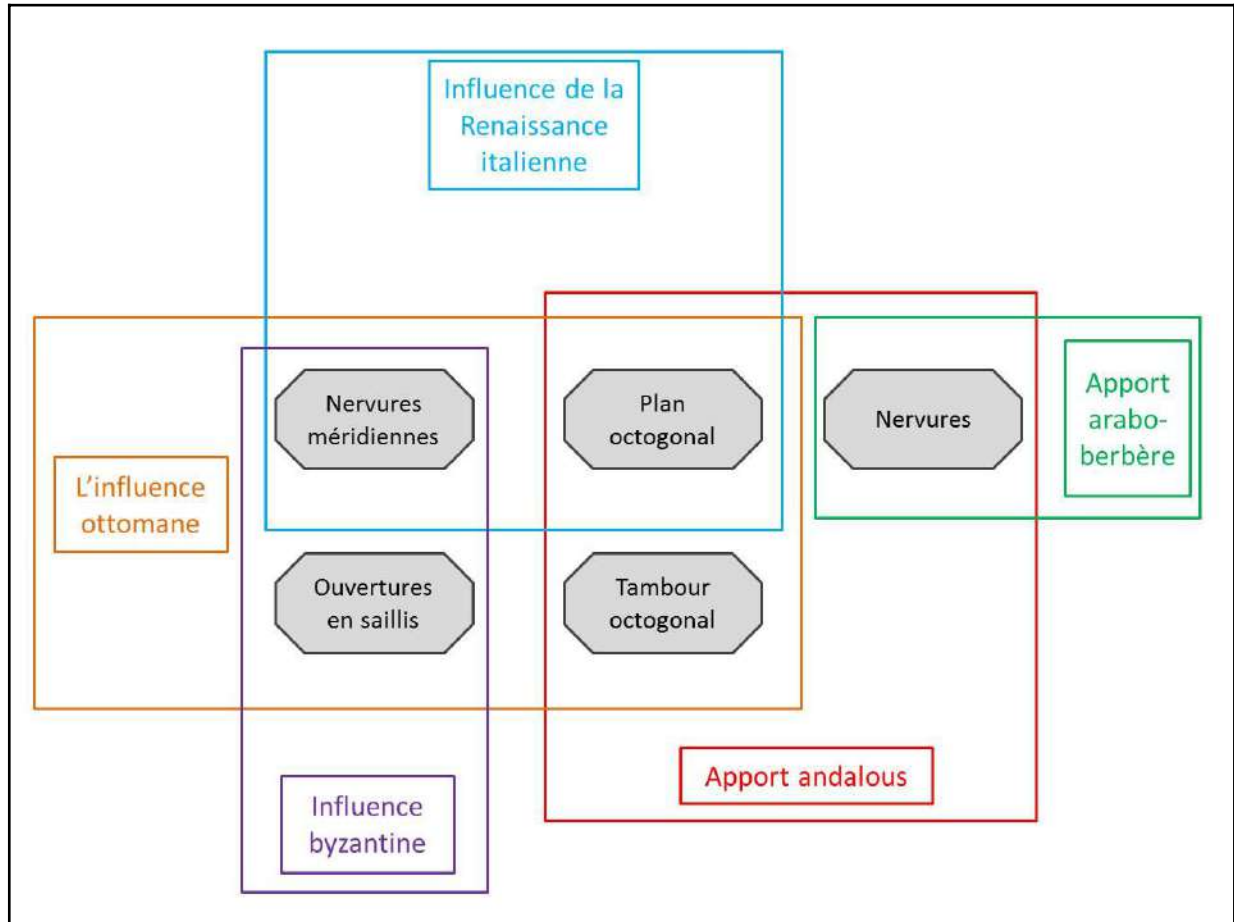 Influence de la
Renaissance
italienne
Nervures
méridiennes
Plan
octogonal
Nervures
Apport
arabo-
berbère
L'influence
ottomane
Ouvertures
en saillis
Tambour
octogonal
Apport andalous
Influence
byzantine